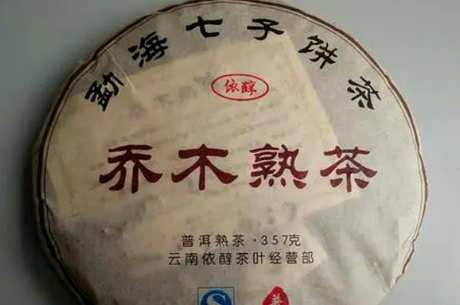 勐海七子饼茶
依醇
乔木熟茶
普洱熟茶·357克
云南依醇茶叶经营部